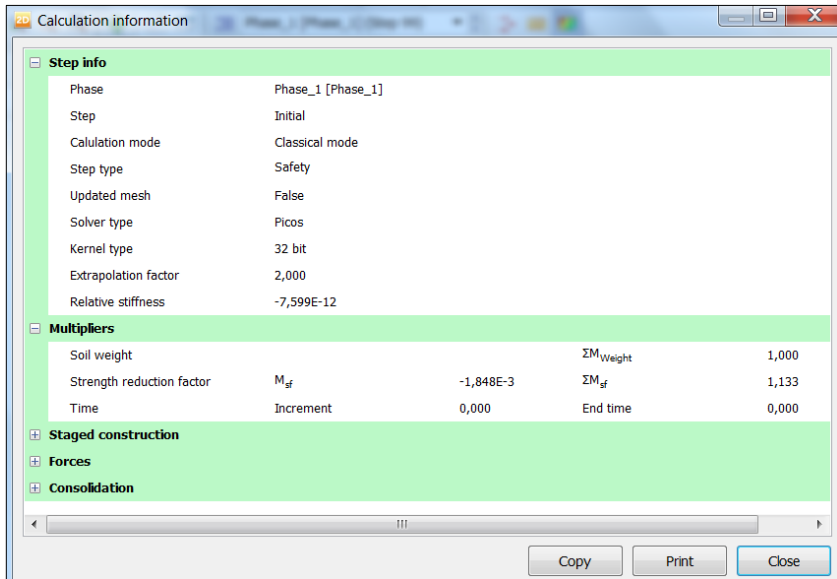 2D Calculation information
Step info
Phase Phase_1 [Phase_1]
Step Initial
Calulation mode Classical mode
Step type Safety
Updated mesh False
Solver type Picos
Kernel type 32 bit
Extrapolation factor 2,000
Relative stiffness -7,599E-12
Multipliers
Soil weight ΣM_Weight 1,000
Strength reduction factor M_sf -1,848E-3 ΣM_sf 1,133
Time Increment 0,000 End time 0,000
Staged construction
Forces
Consolidation
Copy Print Close